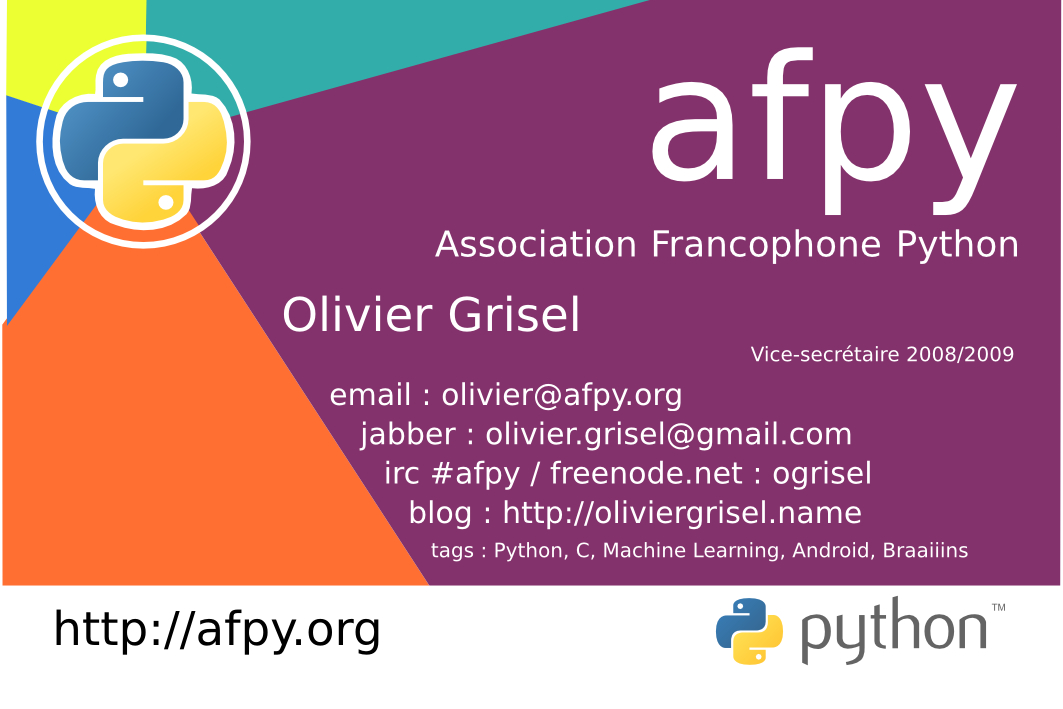 afpy
Association Francophone Python
Olivier Grisel
Vice-secrétaire 2008/2009
email : olivier@afpy.org
jabber : olivier.grisel@gmail.com
irc #afpy / freenode.net : ogrisel
blog : http://oliviergrisel.name
tags : Python, C, Machine Learning, Android, Braaiiins
http://afpy.org
python™